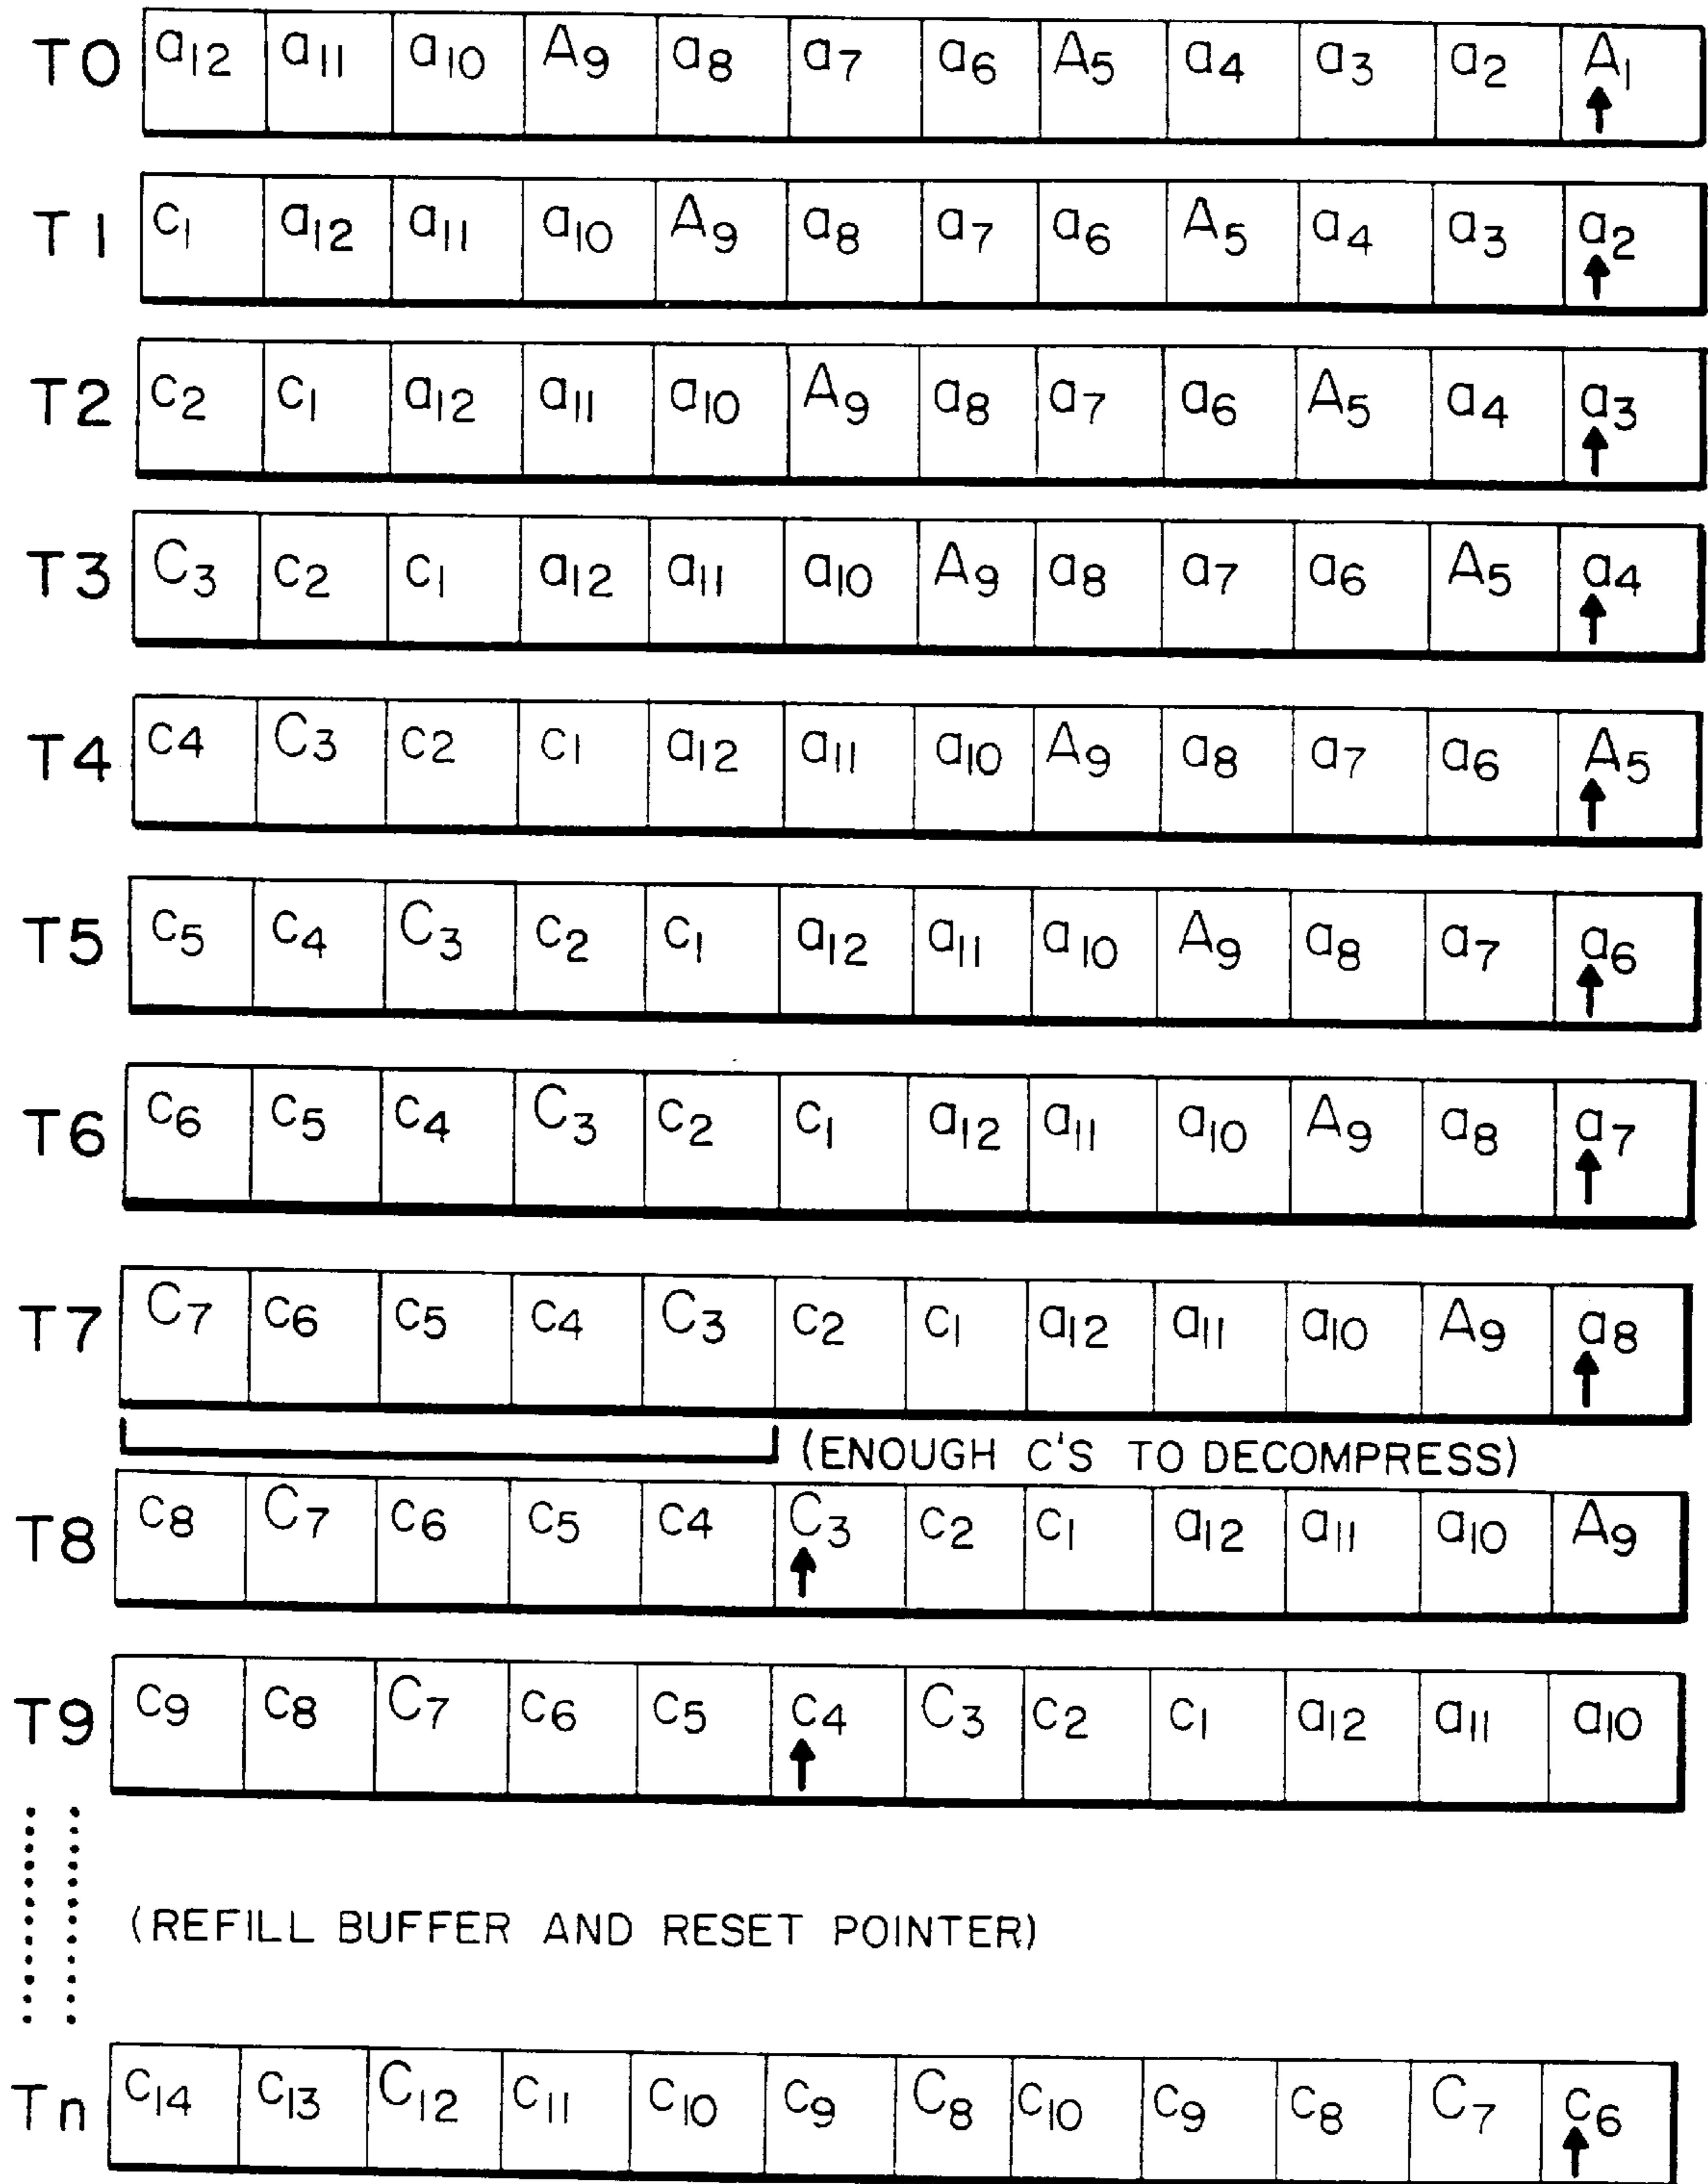 T0 a12 a11 a10 A9 a8 a7 a6 A5 a4 a3 a2 A1
T1 c1 a12 a11 a10 A9 a8 a7 a6 A5 a4 a3 a2
T2 c2 c1 a12 a11 a10 A9 a8 a7 a6 A5 a4 a3
T3 C3 c2 c1 a12 a11 a10 A9 a8 a7 a6 A5 a4
T4 c4 C3 c2 c1 a12 a11 a10 A9 a8 a7 a6 A5
T5 c5 c4 C3 c2 c1 a12 a11 a10 A9 a8 a7 a6
T6 c6 c5 c4 C3 c2 c1 a12 a11 a10 A9 a8 a7
T7 C7 c6 c5 c4 C3 c2 c1 a12 a11 a10 A9 a8
(ENOUGH C'S TO DECOMPRESS)
T8 c8 C7 c6 c5 c4 C3 c2 c1 a12 a11 a10 A9
T9 c9 c8 C7 c6 c5 c4 C3 c2 c1 a12 a11 a10
(REFILL BUFFER AND RESET POINTER)
Tn c14 c13 C12 c11 c10 c9 C8 c10 c9 c8 C7 c6